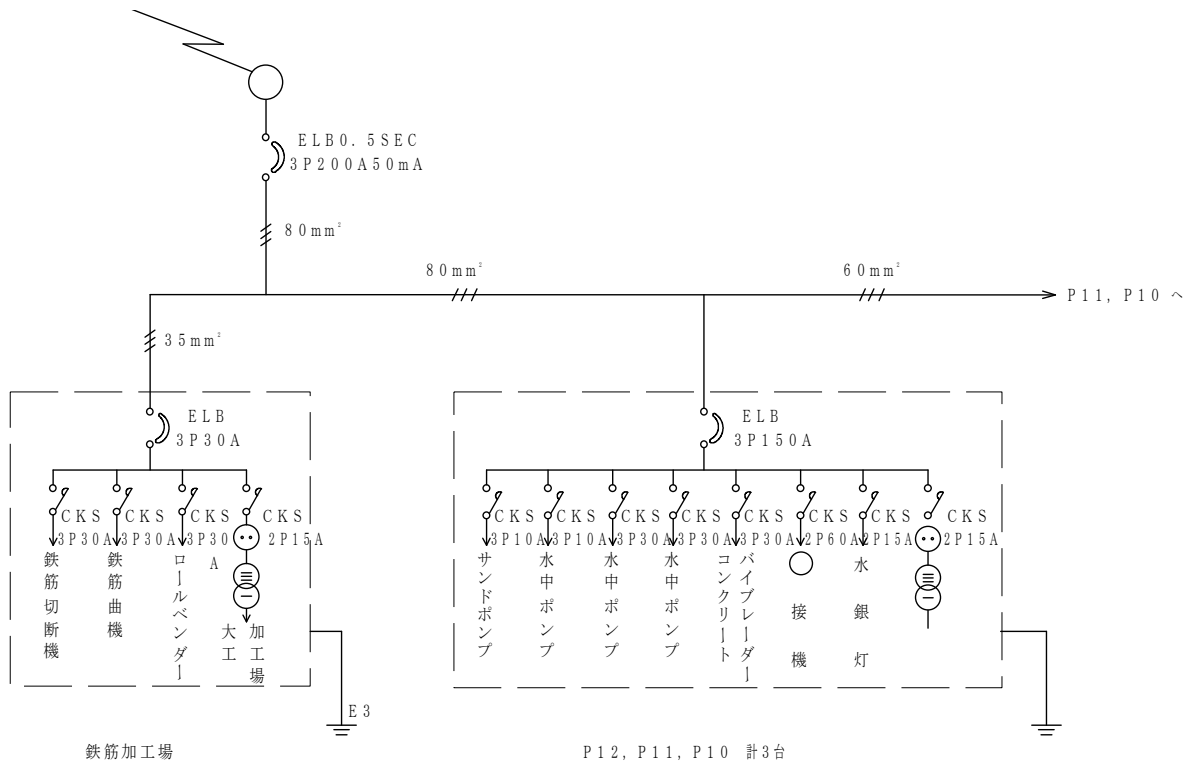 ELB0.5SEC
3P200A50mA
80mm²
80mm²
60mm²
P11, P10 へ
35mm²
ELB
3P30A
CKS
3P30A
CKS
3P30A
CKS
3P30
A
CKS
2P15A
鉄筋切断機
鉄筋曲機
ロールベンダー
加工場
大工
E3
鉄筋加工場
ELB
3P150A
CKS
3P10A
CKS
3P10A
CKS
3P30A
CKS
3P30A
CKS
3P30A
CKS
2P60A
CKS
2P15A
CKS
2P15A
サンドポンプ
水中ポンプ
水中ポンプ
水中ポンプ
バイブレーダー
コンクリート
接機
水銀灯
P12, P11, P10 計3台